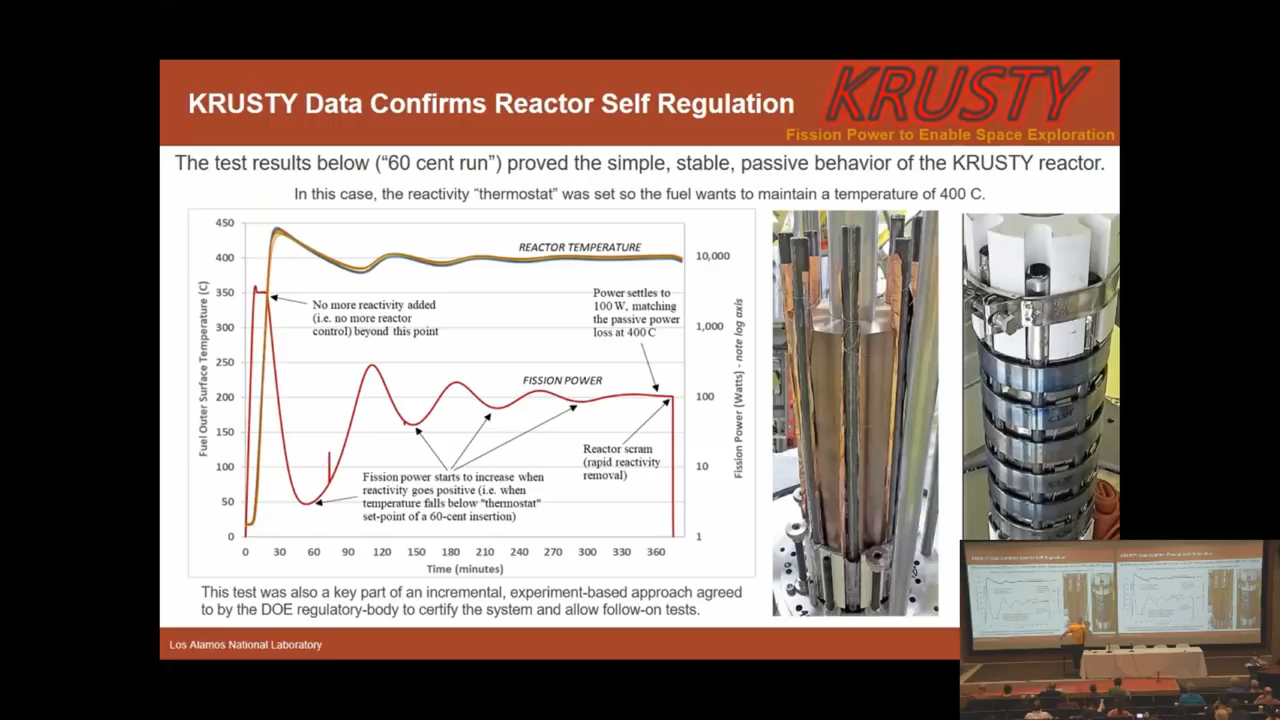 KRUSTY Data Confirms Reactor Self Regulation
KRUSTY
Fission Power to Enable Space Exploration
The test results below (“60 cent run”) proved the simple, stable, passive behavior of the KRUSTY reactor.
In this case, the reactivity “thermostat” was set so the fuel wants to maintain a temperature of 400 C.
Fuel Outer Surface Temperature (C)
450
400
350
300
250
200
150
100
50
0
REACTOR TEMPERATURE
No more reactivity added
(i.e. no more reactor
control) beyond this point
Power settles to
100 W, matching
the passive power
loss at 400 C
FISSION POWER
Fission power starts to increase when
reactivity goes positive (i.e. when
temperature falls below "thermostat"
set-point of a 60-cent insertion)
Reactor scram
(rapid reactivity
removal)
10,000
1,000
100
10
1
Fission Power (Watts) - note log axis
0 30 60 90 120 150 180 210 240 270 300 330 360
Time (minutes)
This test was also a key part of an incremental, experiment-based approach agreed
to by the DOE regulatory-body to certify the system and allow follow-on tests.
Los Alamos National Laboratory